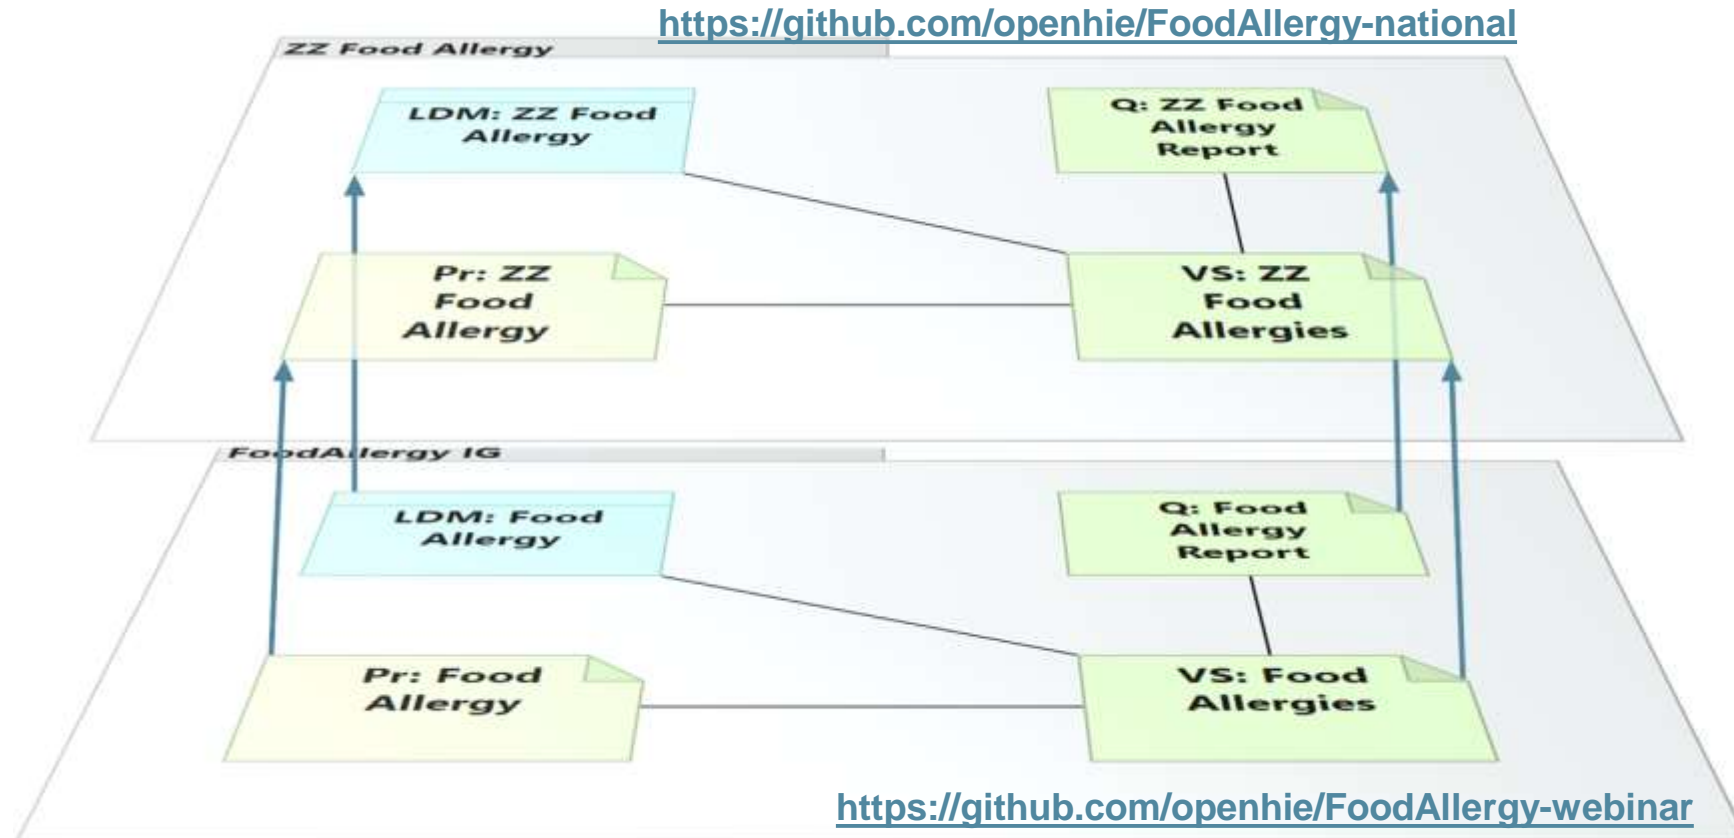 https://github.com/openhie/FoodAllergy-national
ZZ Food Allergy
LDM: ZZ Food
Allergy
Q: ZZ Food
Allergy
Report
Pr: ZZ
Food
Allergy
VS: ZZ
Food
Allergies
FoodAllergy IG
LDM: Food
Allergy
Q: Food
Allergy
Report
Pr: Food
Allergy
VS: Food
Allergies
https://github.com/openhie/FoodAllergy-webinar